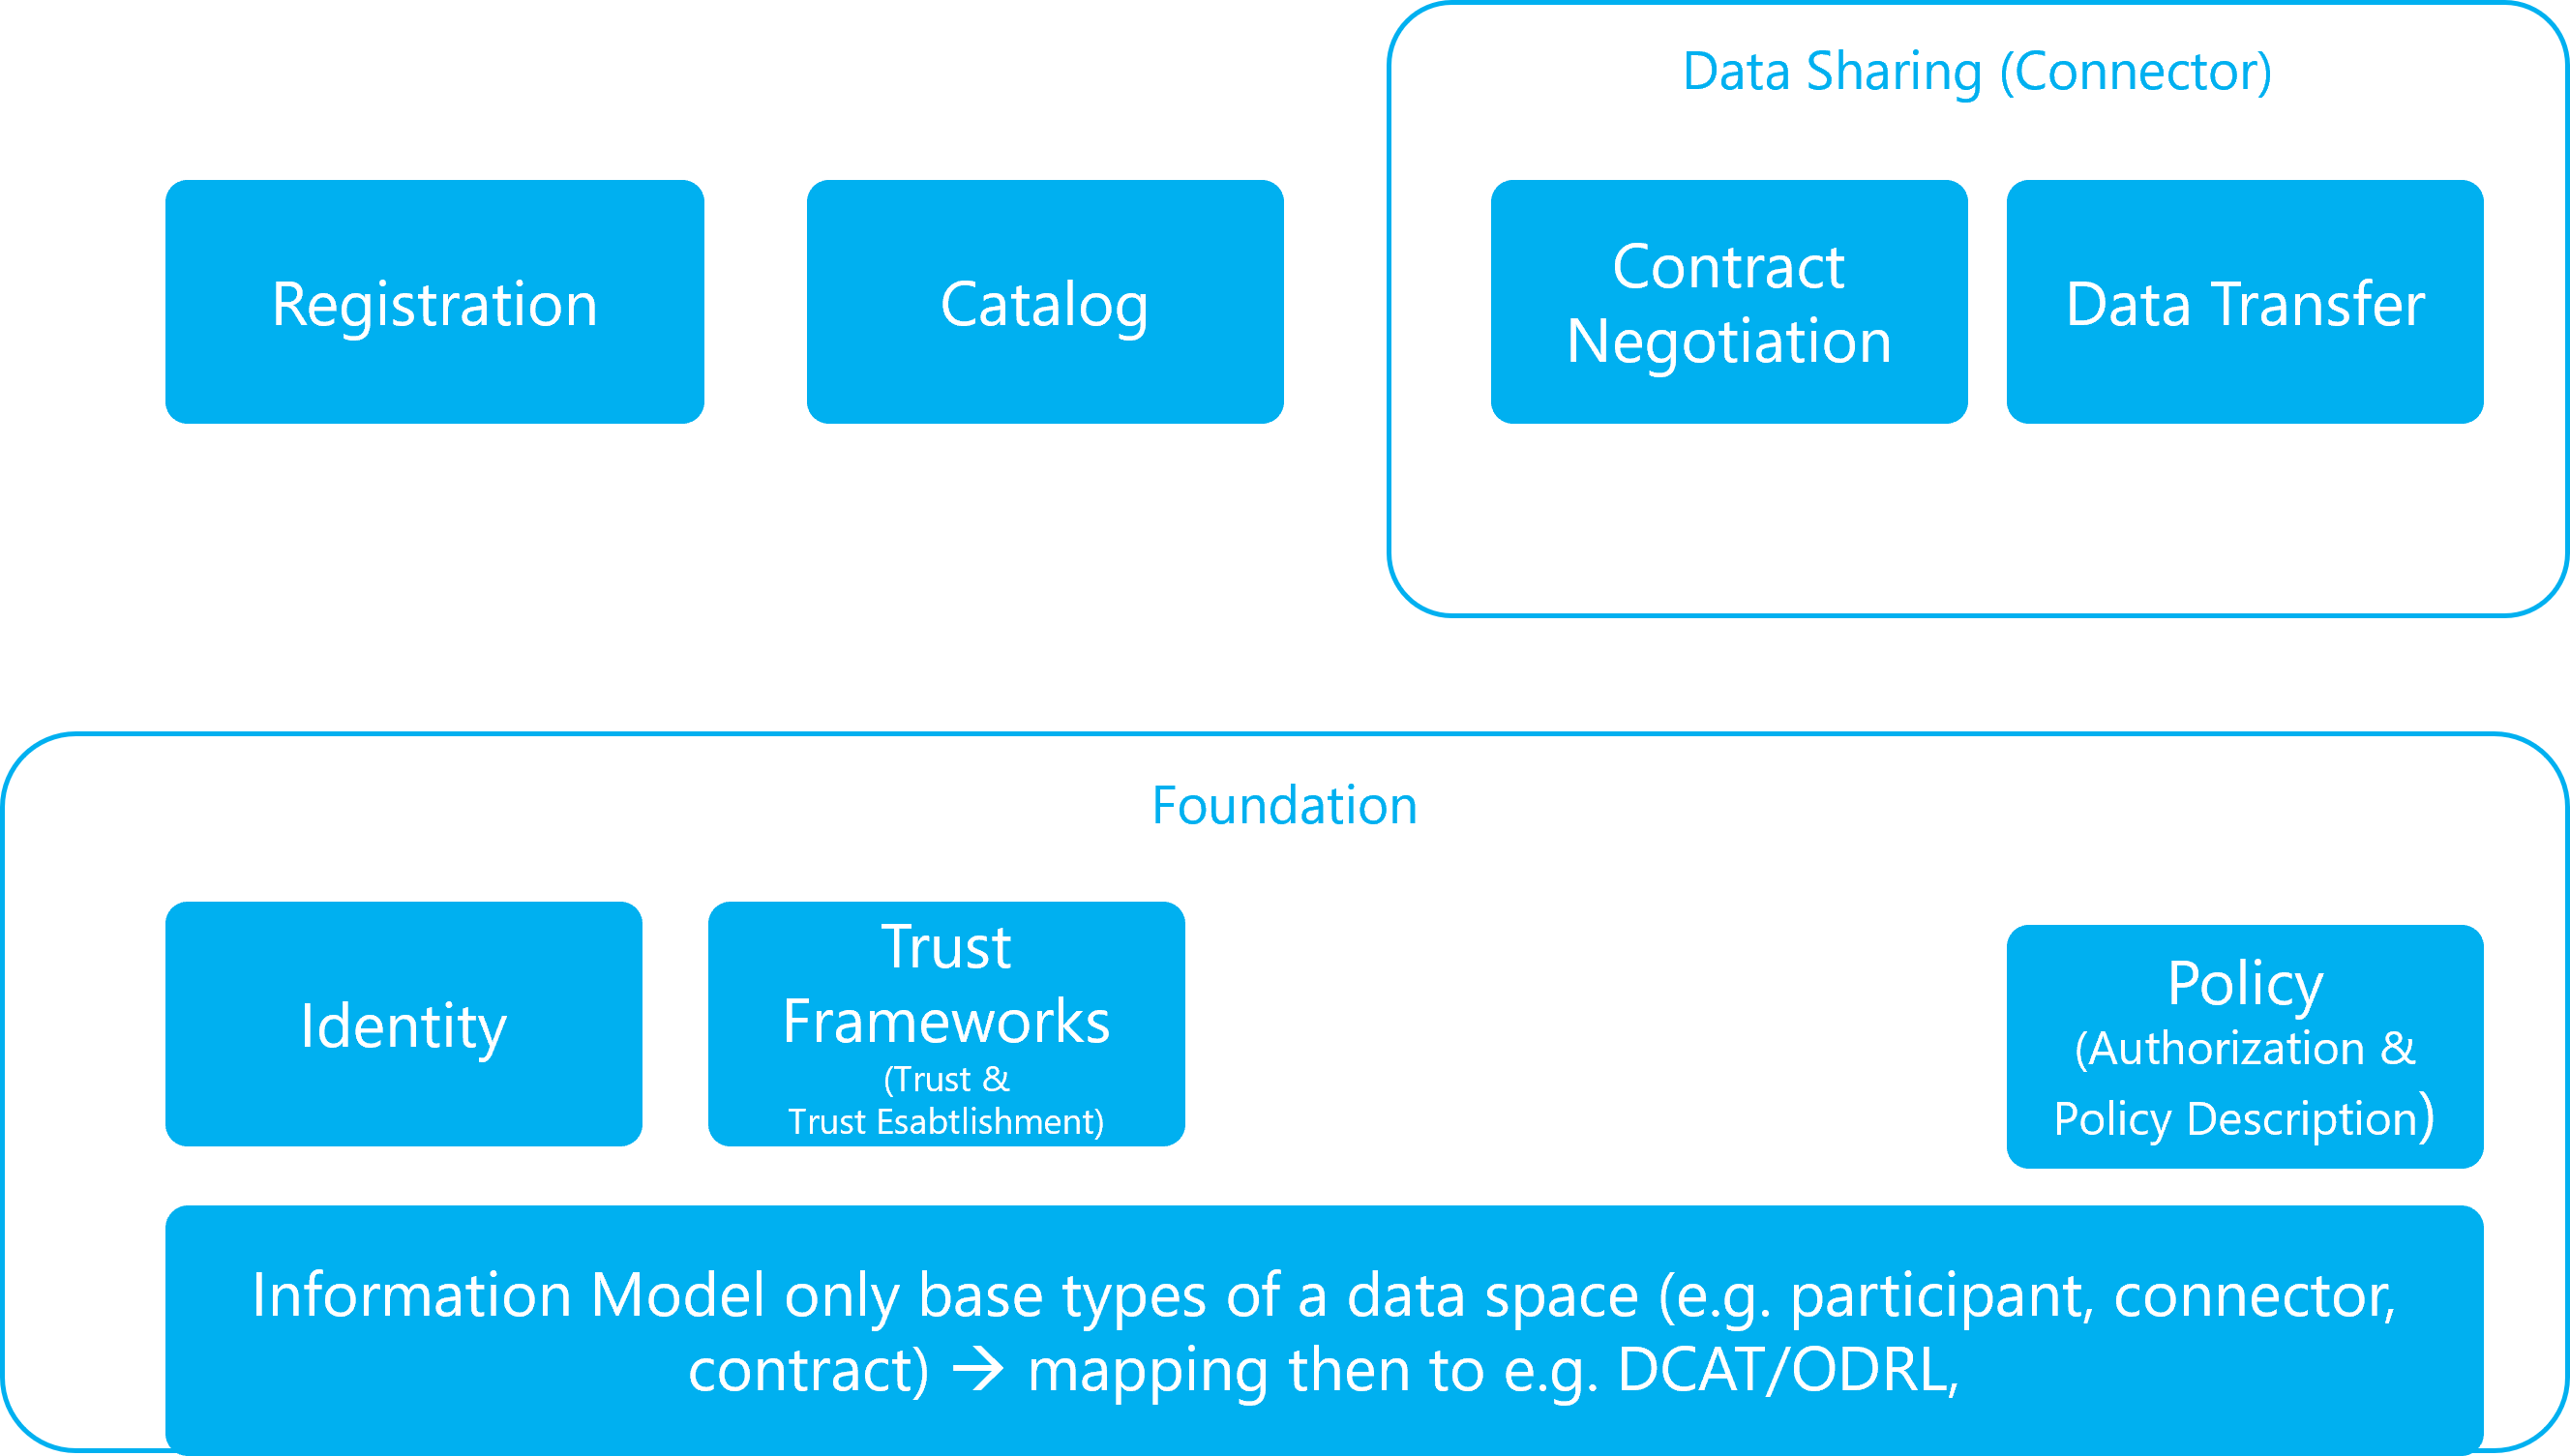 Data Sharing (Connector)
Registration
Catalog
Contract
Negotiation
Data Transfer
Foundation
Identity
Trust
Frameworks
(Trust &
Trust Esabtlishment)
Policy
(Authorization &
Policy Description)
Information Model only base types of a data space (e.g. participant, connector,
contract) → mapping then to e.g. DCAT/ODRL,